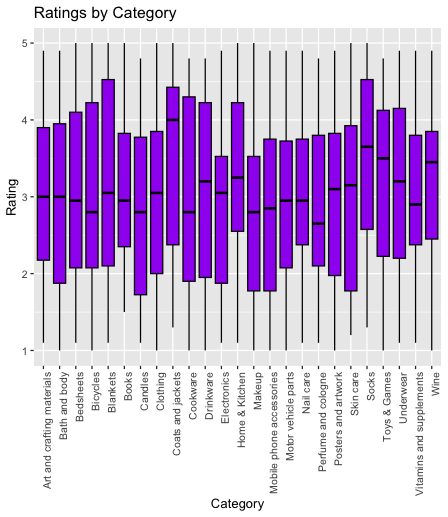 Ratings by Category
Rating
5
4
3
2
1
Art and crafting materials
Bath and body
Bedsheets
Bicycles
Blankets
Books
Candles
Clothing
Coats and jackets
Cookware
Drinkware
Electronics
Home & Kitchen
Makeup
Mobile phone accessories
Motor vehicle parts
Nail care
Perfume and cologne
Posters and artwork
Skin care
Socks
Toys & Games
Underwear
Vitamins and supplements
Wine
Category